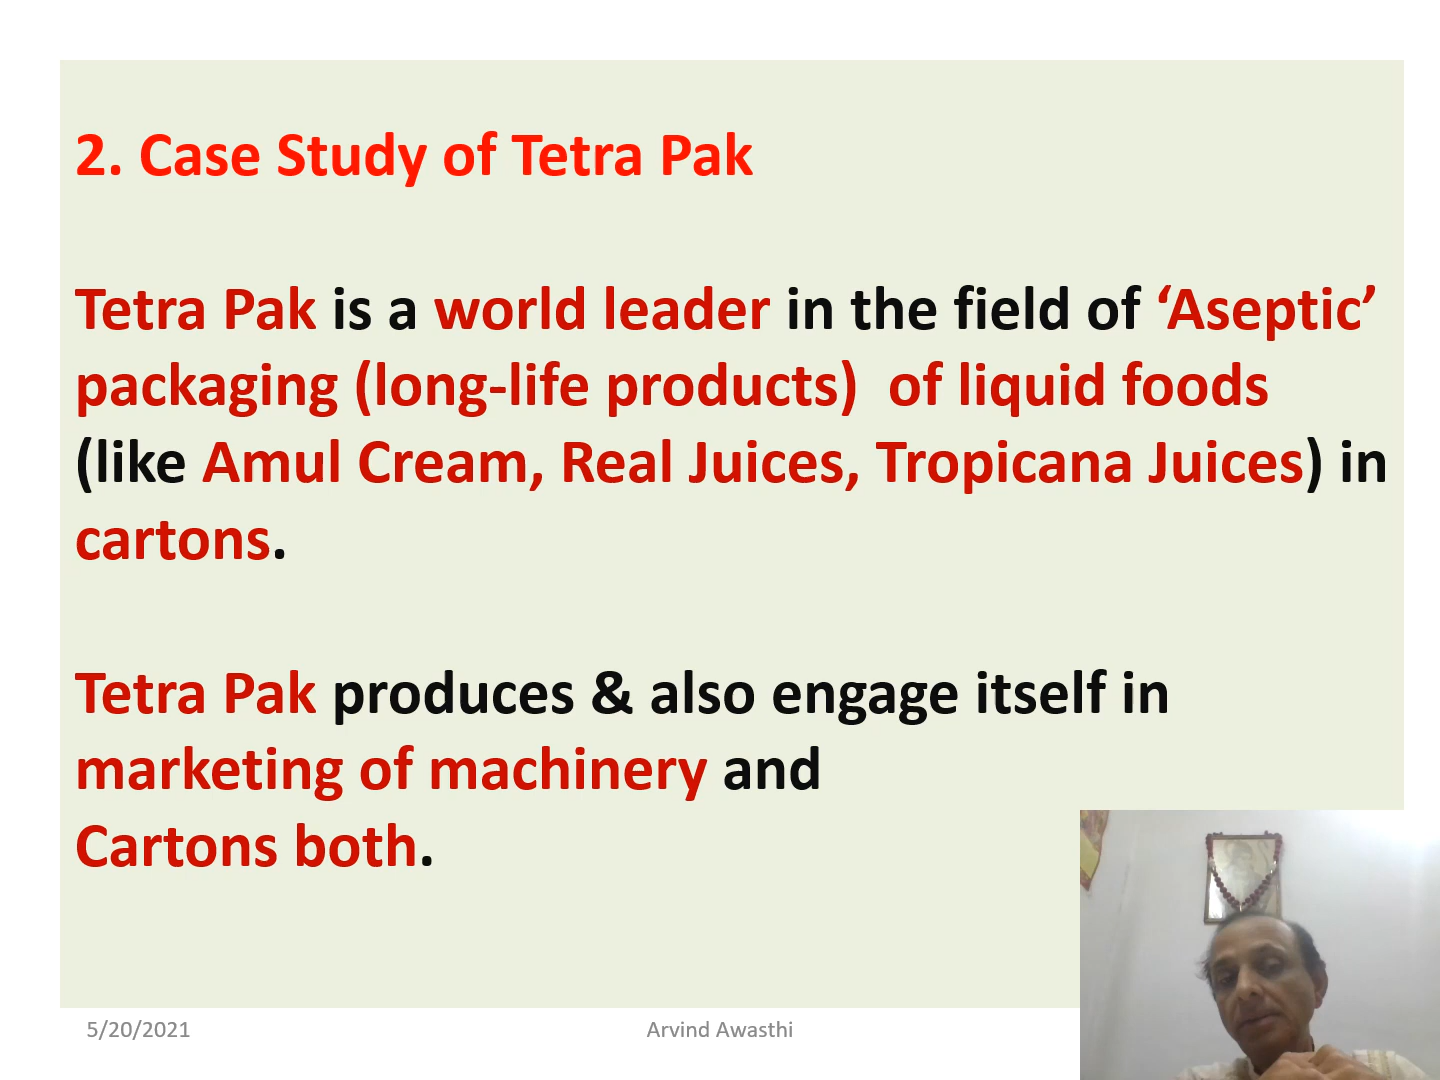 2. Case Study of Tetra Pak
Tetra Pak is a world leader in the field of ‘Aseptic’
packaging (long-life products)  of liquid foods
(like Amul Cream, Real Juices, Tropicana Juices) in
cartons.
Tetra Pak produces & also engage itself in
marketing of machinery and
Cartons both.
5/20/2021
Arvind Awasthi